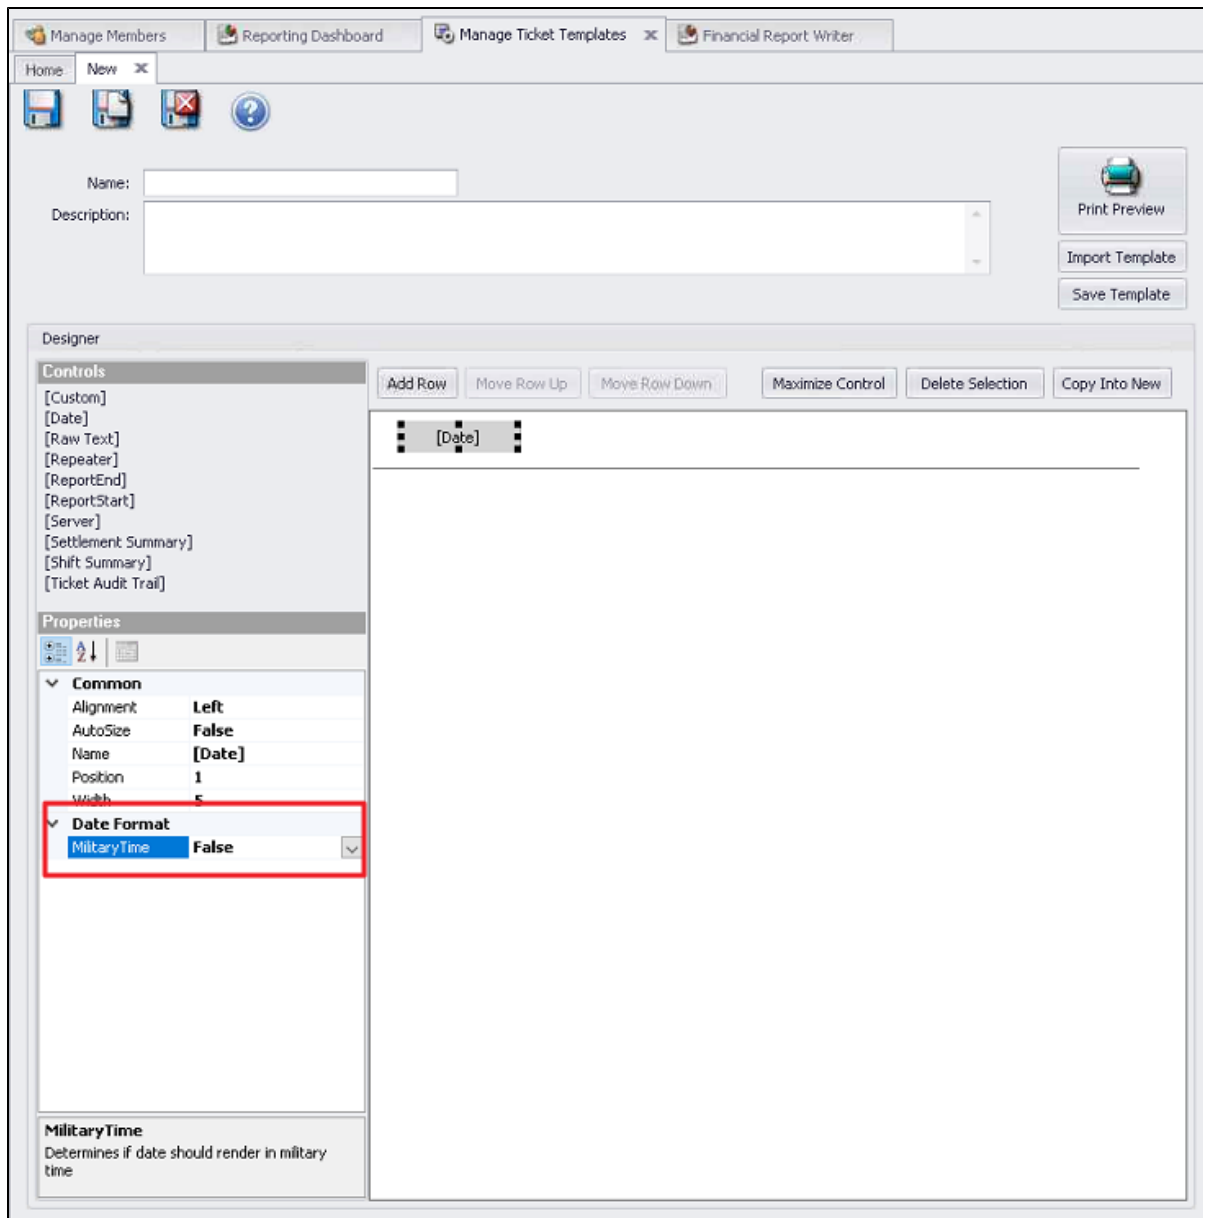 Manage Members Reporting Dashboard Manage Ticket Templates Financial Report Writer
Home New
Name:
Description:
Print Preview
Import Template
Save Template
Designer
Controls
[Custom]
[Date]
[Raw Text]
[Repeater]
[ReportEnd]
[ReportStart]
[Server]
[Settlement Summary]
[Shift Summary]
[Ticket Audit Trail]
Add Row Move Row Up Move Row Down Maximize Control Delete Selection Copy Into New
[Date]
Properties
Common
Alignment Left
AutoSize False
Name [Date]
Position 1
Width 5
Date Format
MilitaryTime False
MilitaryTime
Determines if date should render in military
time